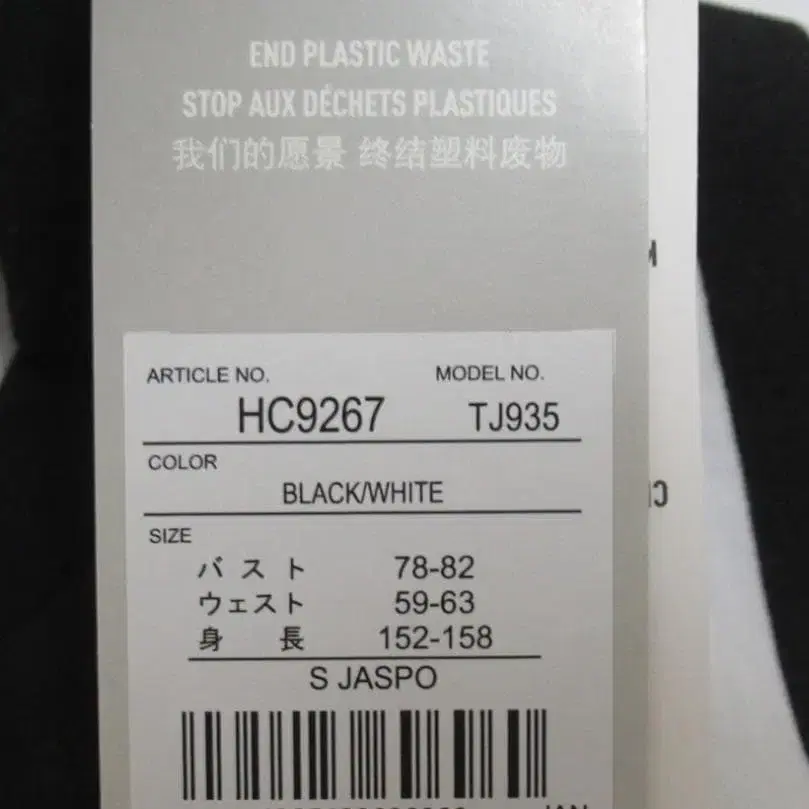 END PLASTIC WASTE
STOP AUX DÉCHETS PLASTIQUES
我们的愿景 终结塑料废物
ARTICLE NO. MODEL NO.
HC9267 TJ935
COLOR
BLACK/WHITE
SIZE
バスト 78-82
ウェスト 59-63
身 長 152-158
S JASPO